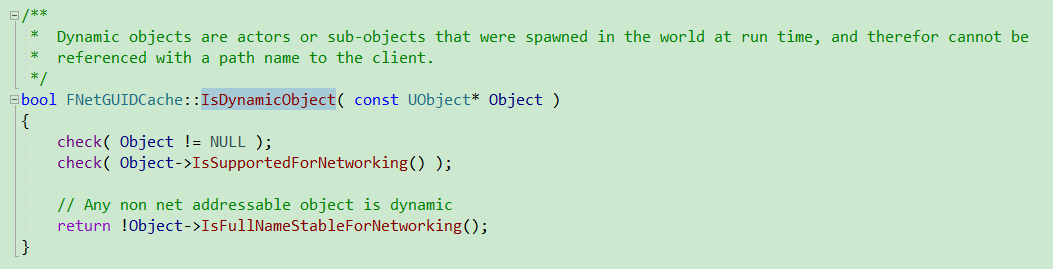 /**
 *  Dynamic objects are actors or sub-objects that were spawned in the world at run time, and therefor cannot be
 *  referenced with a path name to the client.
 */
bool FNetGUIDCache::IsDynamicObject( const UObject* Object )
{
    check( Object != NULL );
    check( Object->IsSupportedForNetworking() );

    // Any non net addressable object is dynamic
    return !Object->IsFullNameStableForNetworking();
}